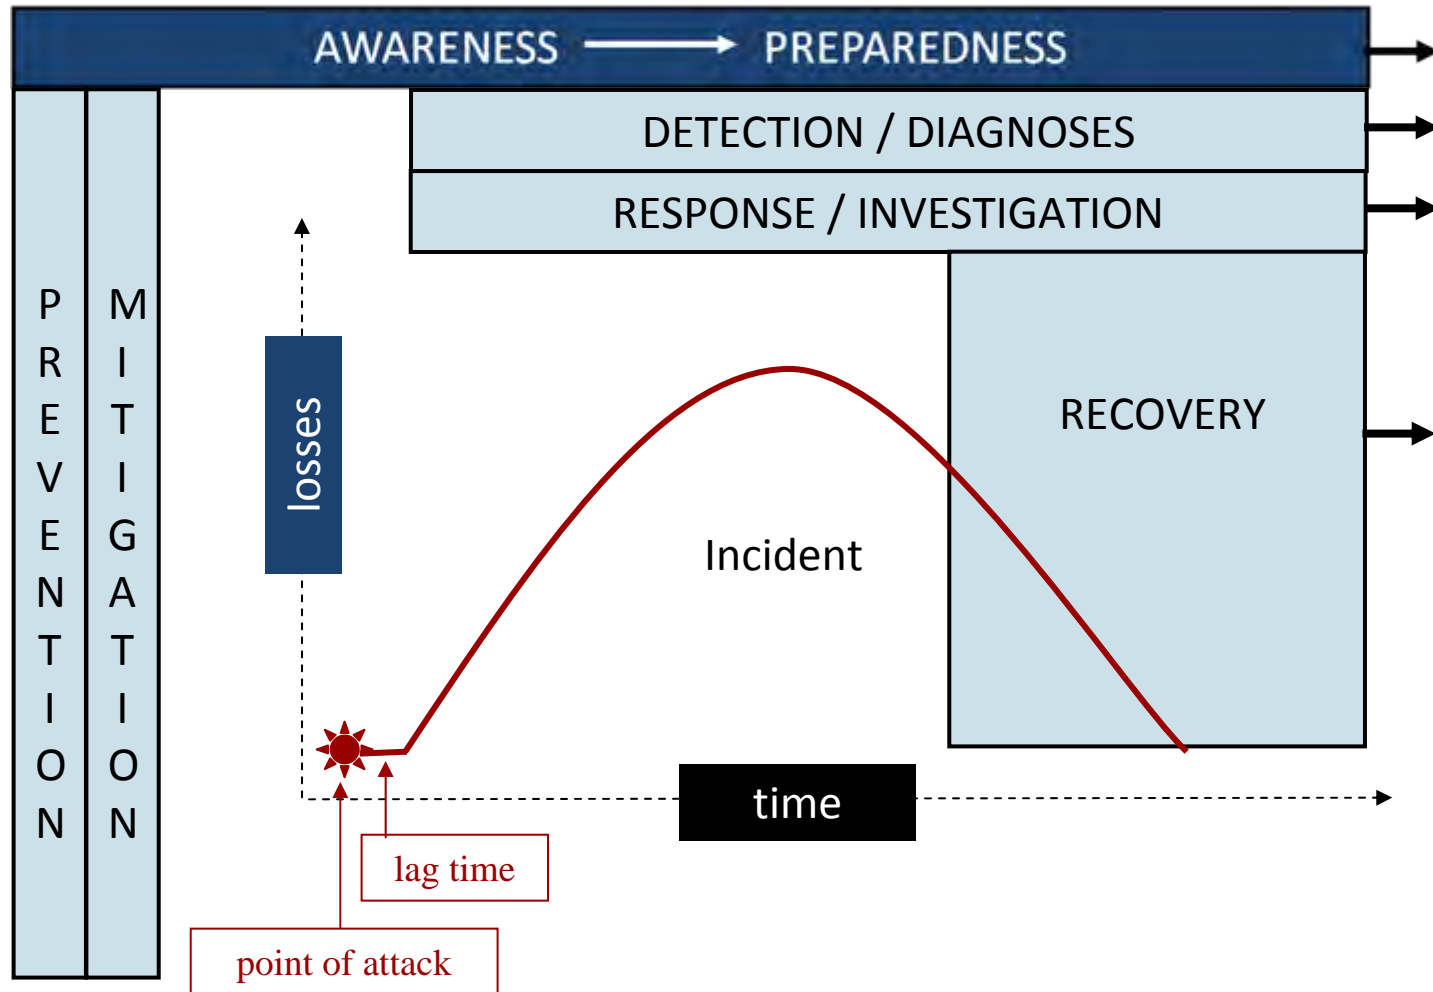 AWARENESS PREPAREDNESS
DETECTION / DIAGNOSES
RESPONSE / INVESTIGATION
PREVENTION
MITIGATION
losses
RECOVERY
Incident
time
lag time
point of attack